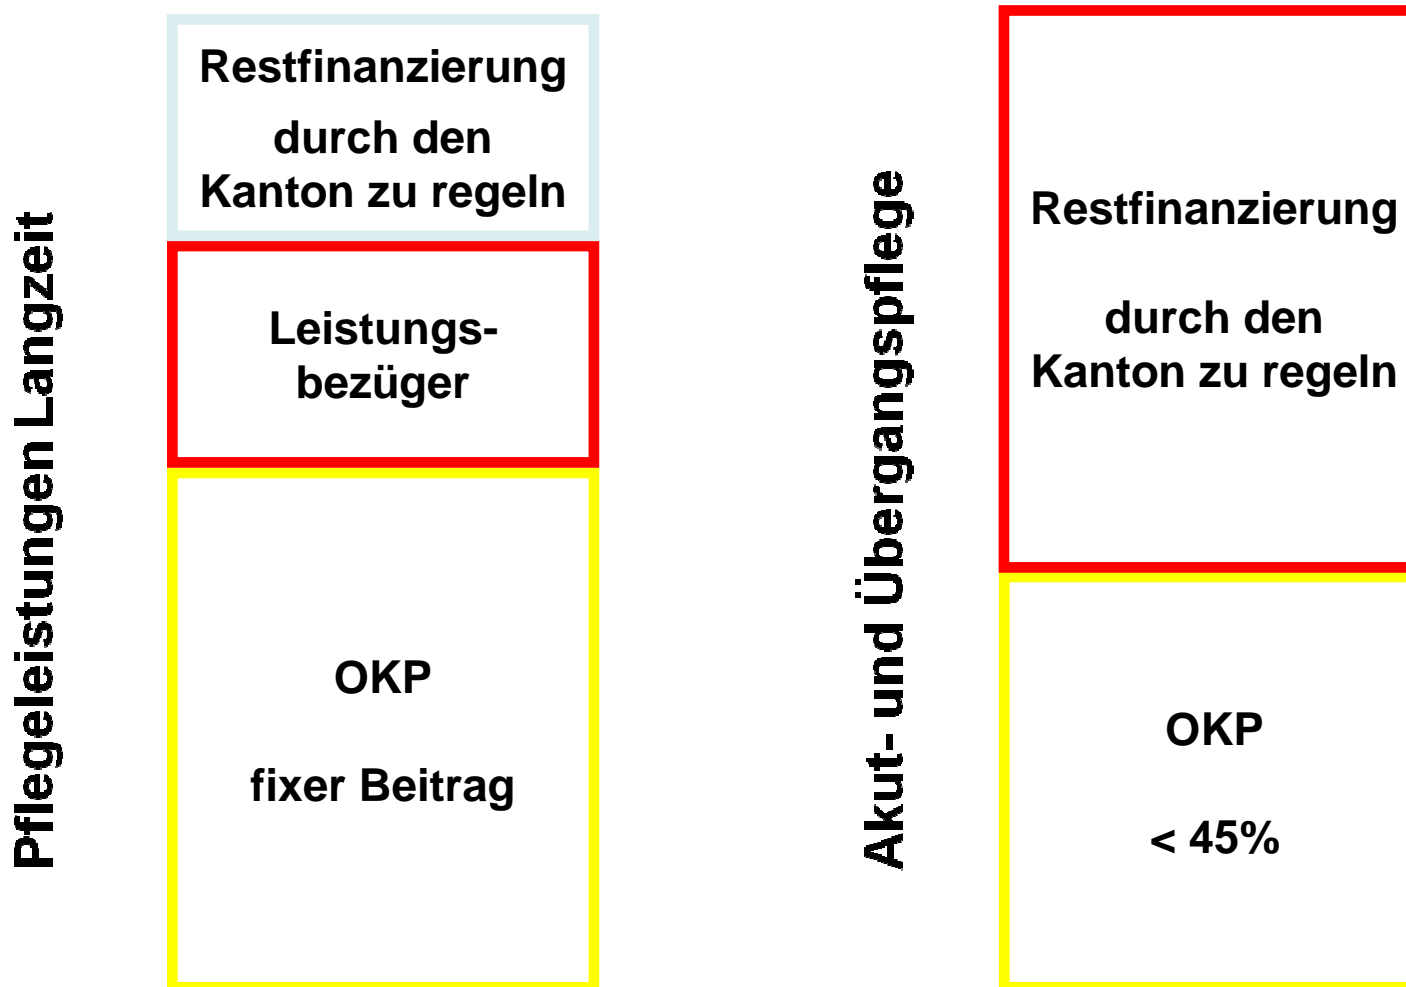 Pflegeleistungen Langzeit
Restfinanzierung
durch den
Kanton zu regeln
Leistungs-
bezüger
OKP
fixer Beitrag
Akut- und Übergangspflege
Restfinanzierung
durch den
Kanton zu regeln
OKP
< 45%